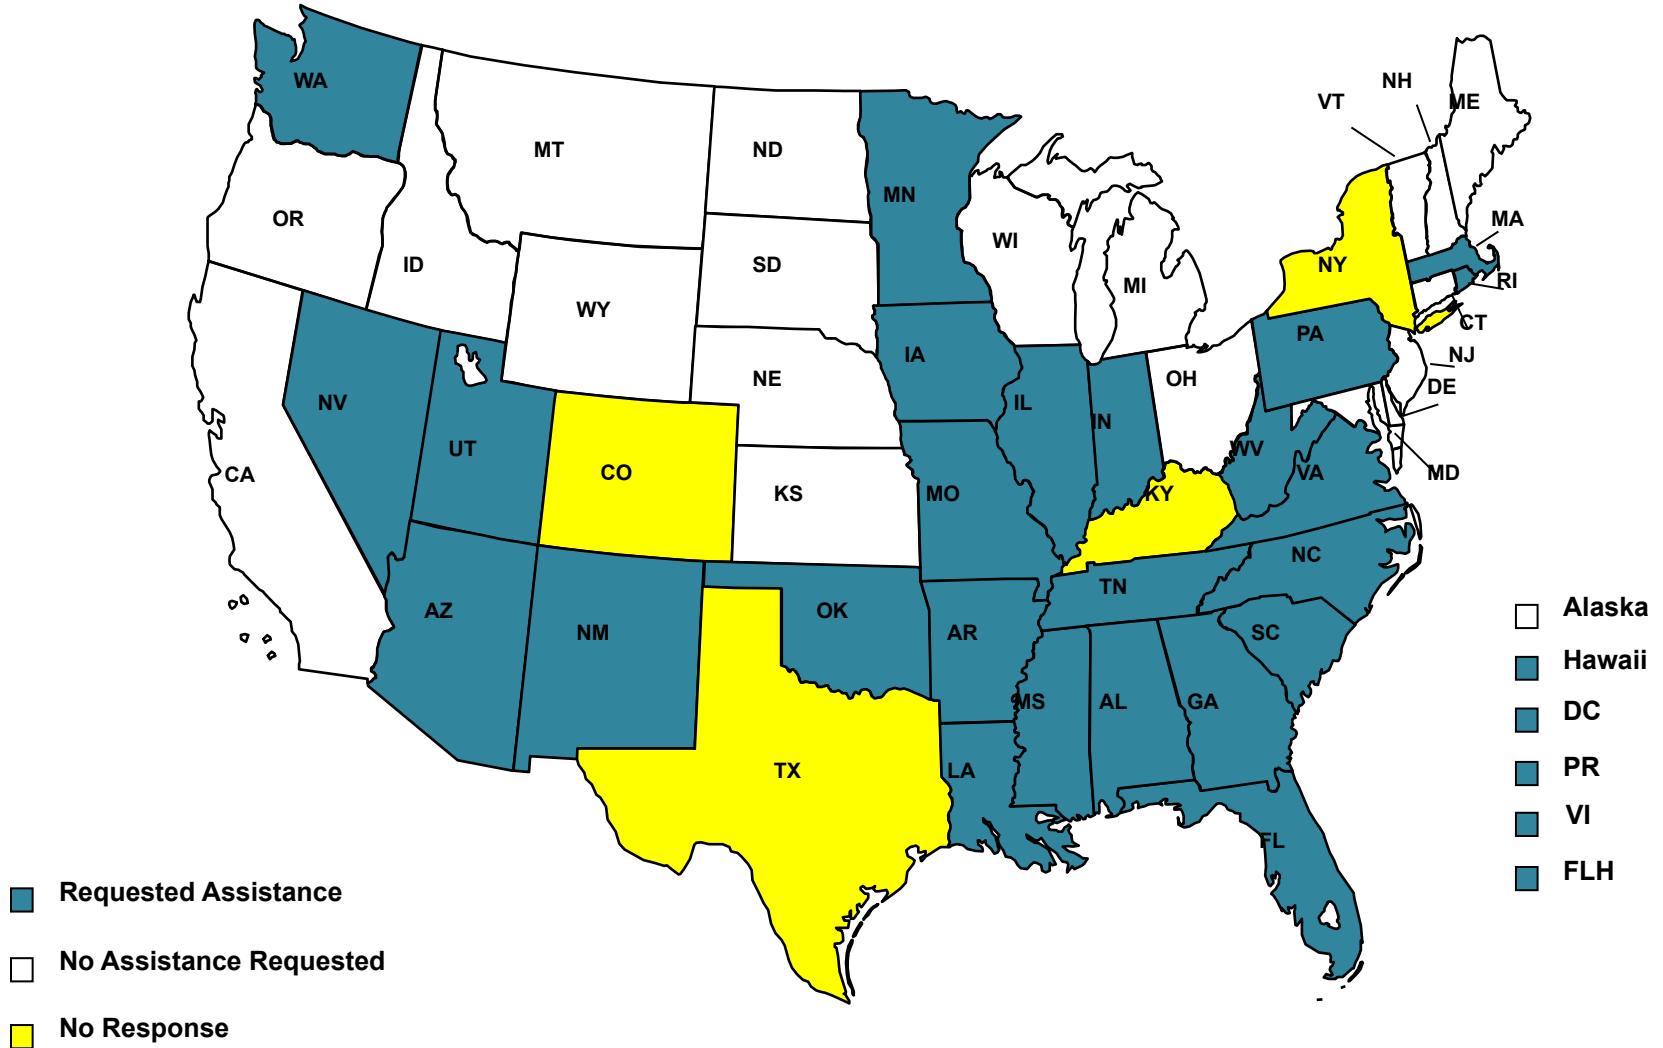 WA
MT
ND
MN
OR
ID
WY
SD
WI
MI
VT
NH
ME
NY
MA
RI
CT
NJ
DE
MD
PA
NE
IA
IL
IN
OH
NV
UT
CO
KS
MO
KY
WV
VA
CA
AZ
NM
OK
AR
TN
NC
SC
MS
AL
GA
TX
LA
FL
Alaska
Hawaii
DC
PR
VI
FLH
Requested Assistance
No Assistance Requested
No Response